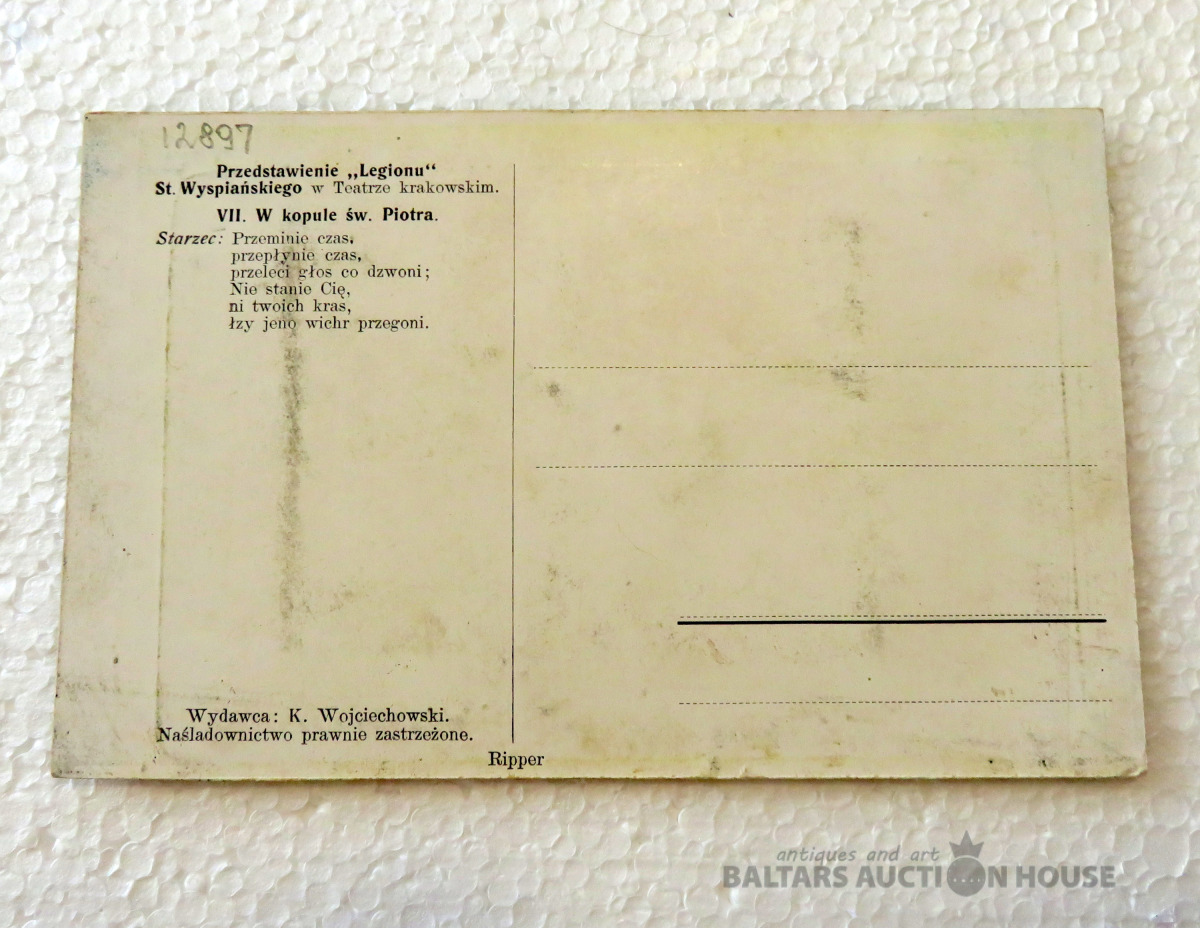 12897
Przedstawienie „Legionu“
St. Wyspiańskiego w Teatrze krakowskim.
VII. W kopule św. Piotra.
Starzec: Przeminie czas,
przepłynie czas,
przeleci głos co dzwoni;
Nie stanie Cię,
ni twoich kras,
łzy jeno wichr przegoni.
Wydawca: K. Wojciechowski.
Naśladownictwo prawnie zastrzeżone.
Ripper
antiques and art
BALTARS AUCTION HOUSE